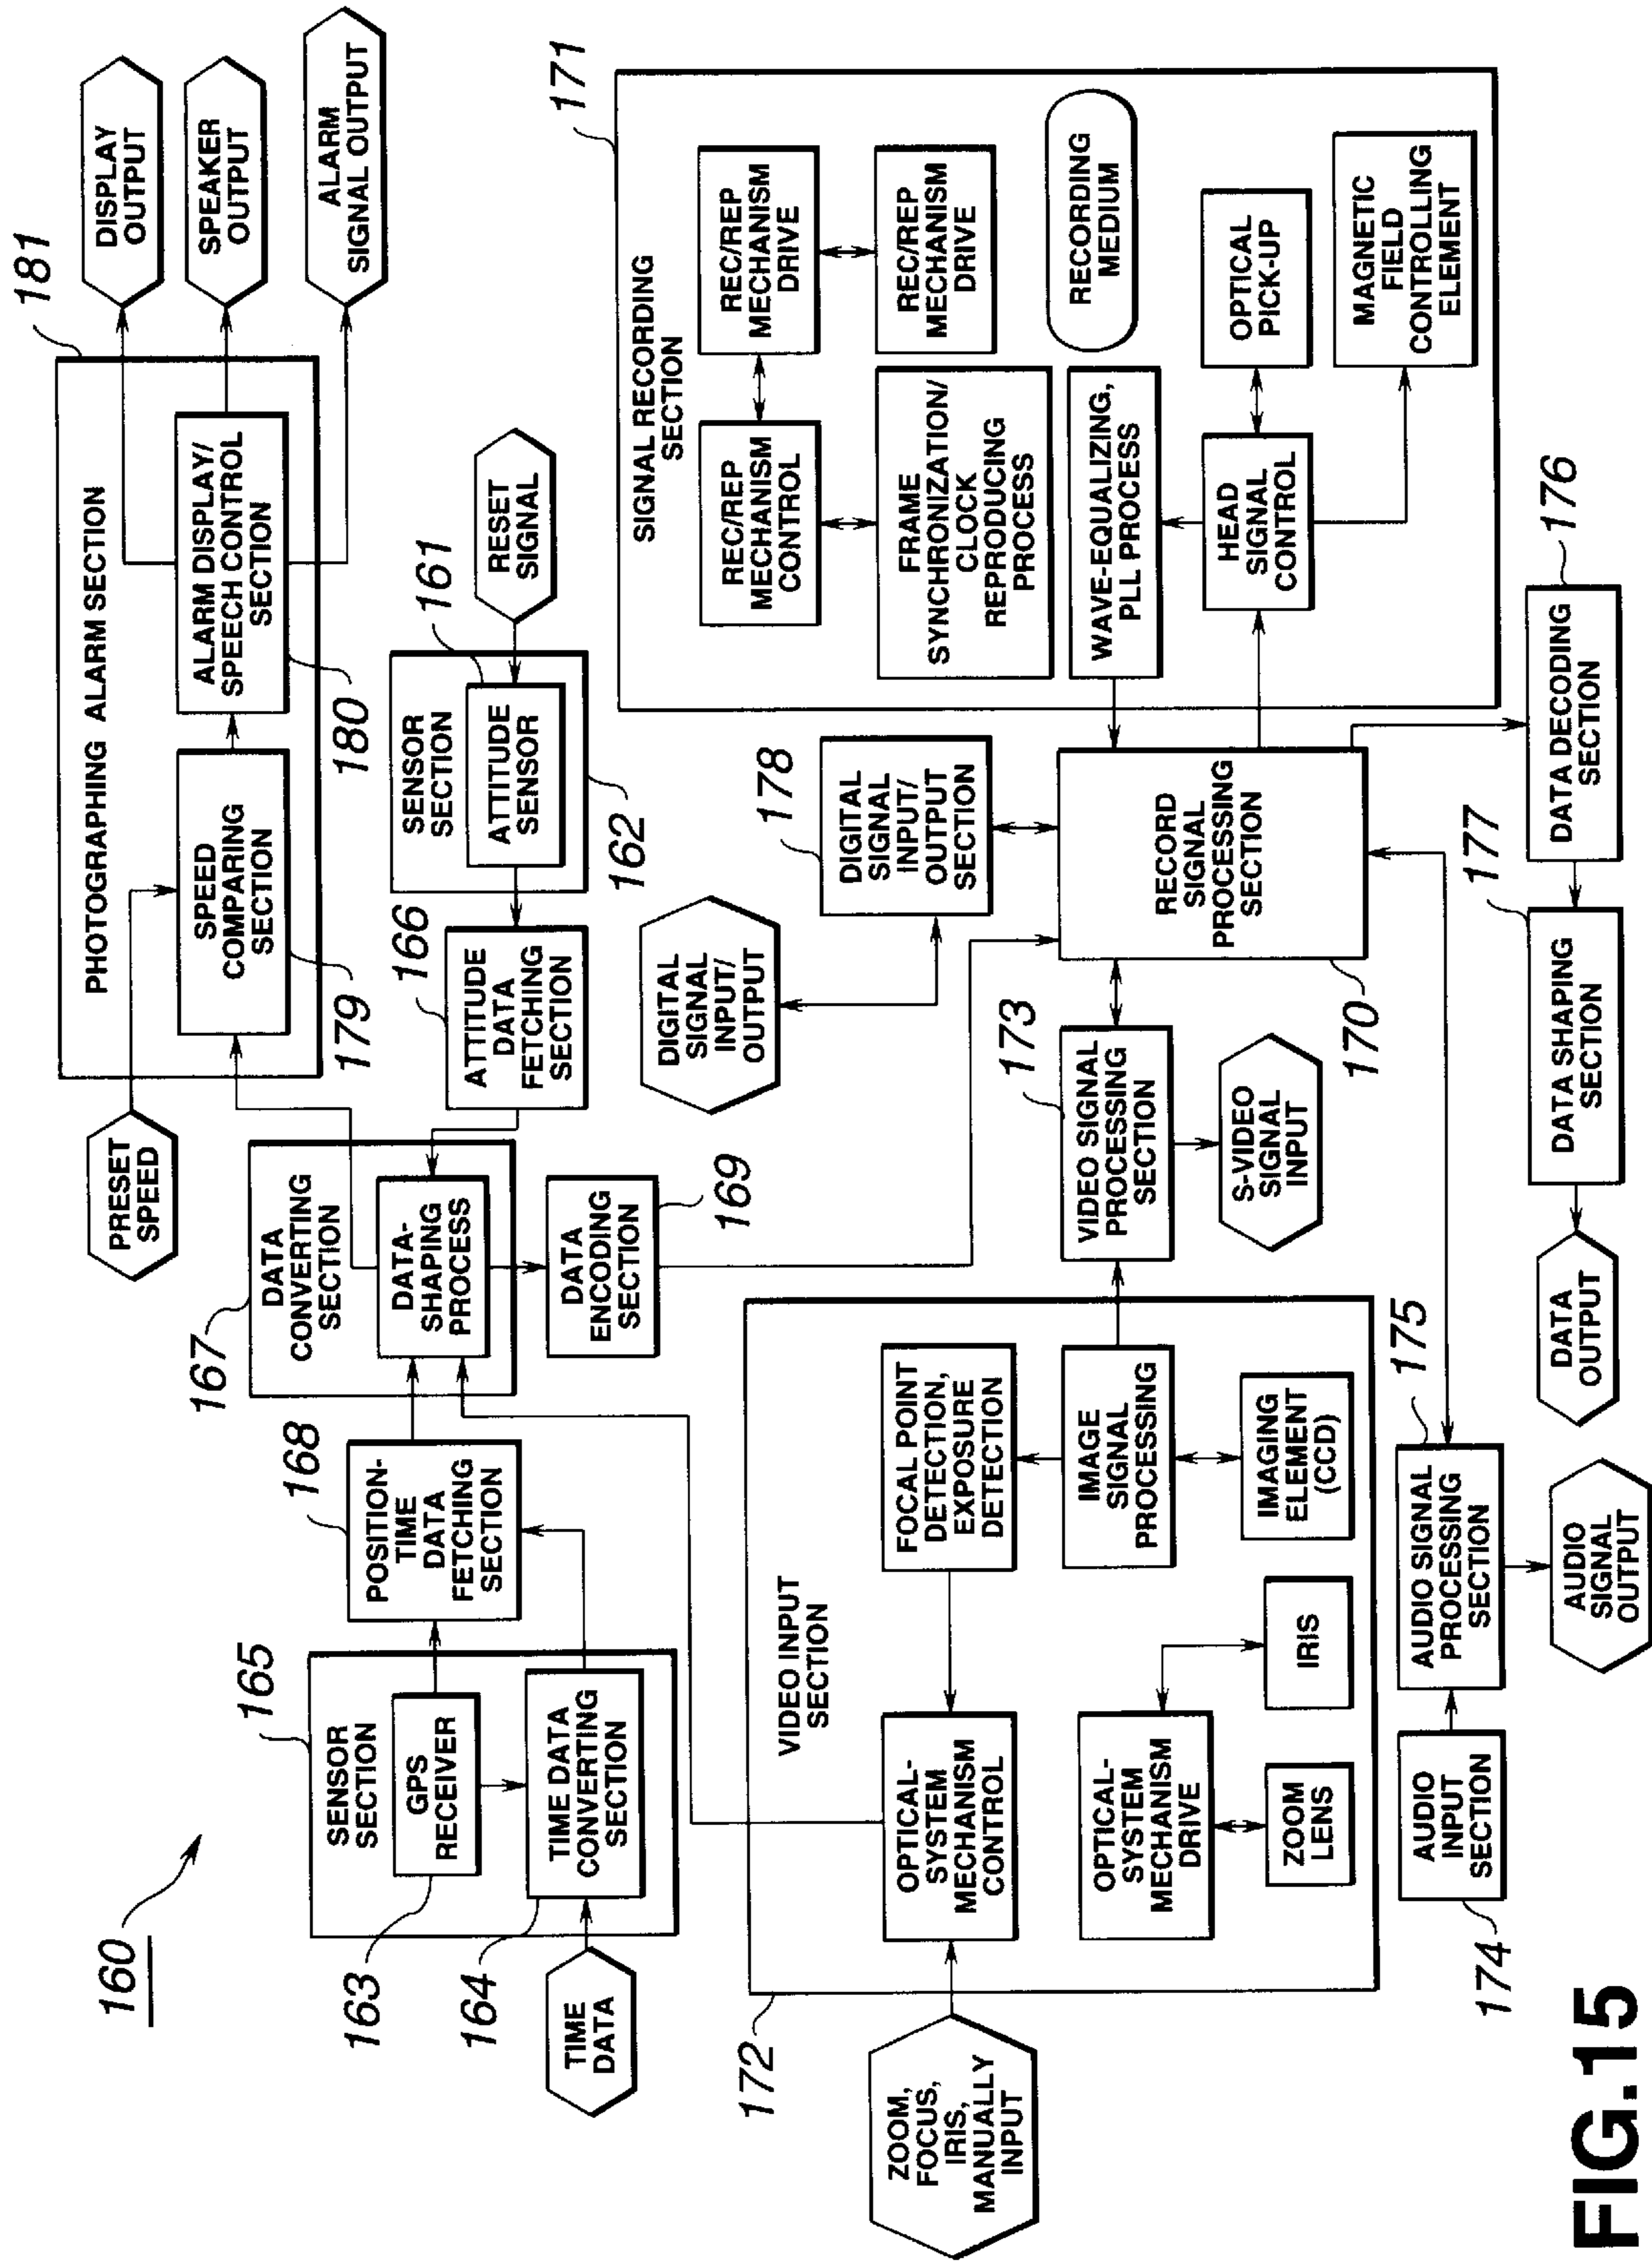 160
PRESET
SPEED
PHOTOGRAPHING ALARM SECTION
181
SPEED
COMPARING
SECTION
179
ALARM DISPLAY/
SPEECH CONTROL
SECTION
180
DISPLAY
OUTPUT
SPEAKER
OUTPUT
ALARM
SIGNAL OUTPUT
165
SENSOR
SECTION
GPS
RECEIVER
163
TIME DATA
CONVERTING
SECTION
164
TIME
DATA
168
POSITION-
TIME
DATA
FETCHING
SECTION
167
DATA
CONVERTING
SECTION
DATA-
SHAPING
PROCESS
DATA
ENCODING
SECTION
169
166
ATTITUDE
DATA
FETCHING
SECTION
SENSOR
SECTION
ATTITUDE
SENSOR
161
162
RESET
SIGNAL
DIGITAL
SIGNAL
INPUT/
OUTPUT
178
DIGITAL
SIGNAL
INPUT/
OUTPUT
SECTION
171
SIGNAL RECORDING
SECTION
REC/REP
MECHANISM
CONTROL
REC/REP
MECHANISM
DRIVE
FRAME
SYNCHRONIZATION/
CLOCK
REPRODUCING
PROCESS
REC/REP
MECHANISM
DRIVE
WAVE-EQUALIZING,
PLL PROCESS
RECORDING
MEDIUM
HEAD
SIGNAL
CONTROL
OPTICAL
PICK-UP
MAGNETIC
FIELD
CONTROLLING
ELEMENT
ZOOM,
FOCUS,
IRIS,
MANUALLY
INPUT
172
VIDEO INPUT
SECTION
OPTICAL-
SYSTEM
MECHANISM
CONTROL
FOCAL POINT
DETECTION,
EXPOSURE
DETECTION
OPTICAL-
SYSTEM
MECHANISM
DRIVE
IMAGE
SIGNAL
PROCESSING
ZOOM
LENS
IRIS
IMAGING
ELEMENT
(CCD)
173
VIDEO SIGNAL
PROCESSING
SECTION
S-VIDEO
SIGNAL
INPUT
RECORD
SIGNAL
PROCESSING
SECTION
170
AUDIO
INPUT
SECTION
174
AUDIO SIGNAL
PROCESSING
SECTION
175
AUDIO
SIGNAL
OUTPUT
DATA
OUTPUT
177
DATA SHAPING
SECTION
176
DATA DECODING
SECTION
FIG.15